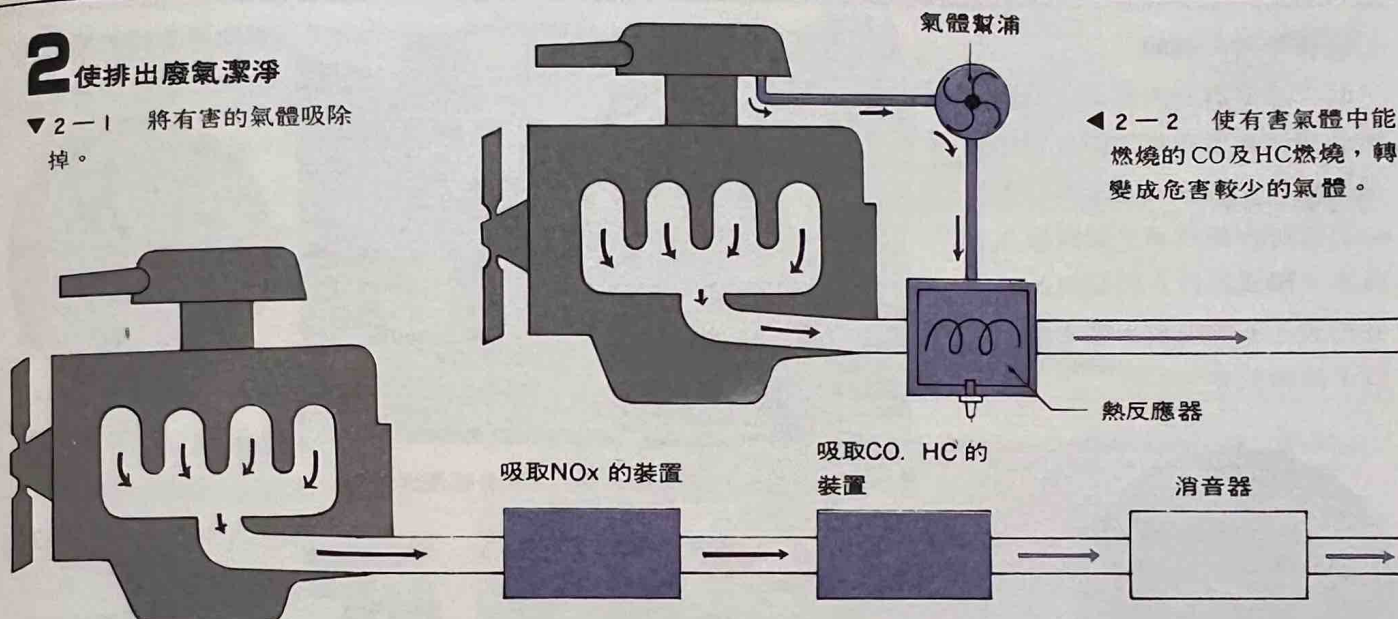 2 使排出廢氣潔淨
▼ 2－1　將有害的氣體吸除
掉。
氣體幫浦
◀ 2－2　使有害氣體中能
燃燒的CO及HC燃燒，轉
變成危害較少的氣體。
熱反應器
吸取NOx 的裝置
吸取CO. HC 的
裝置
消音器